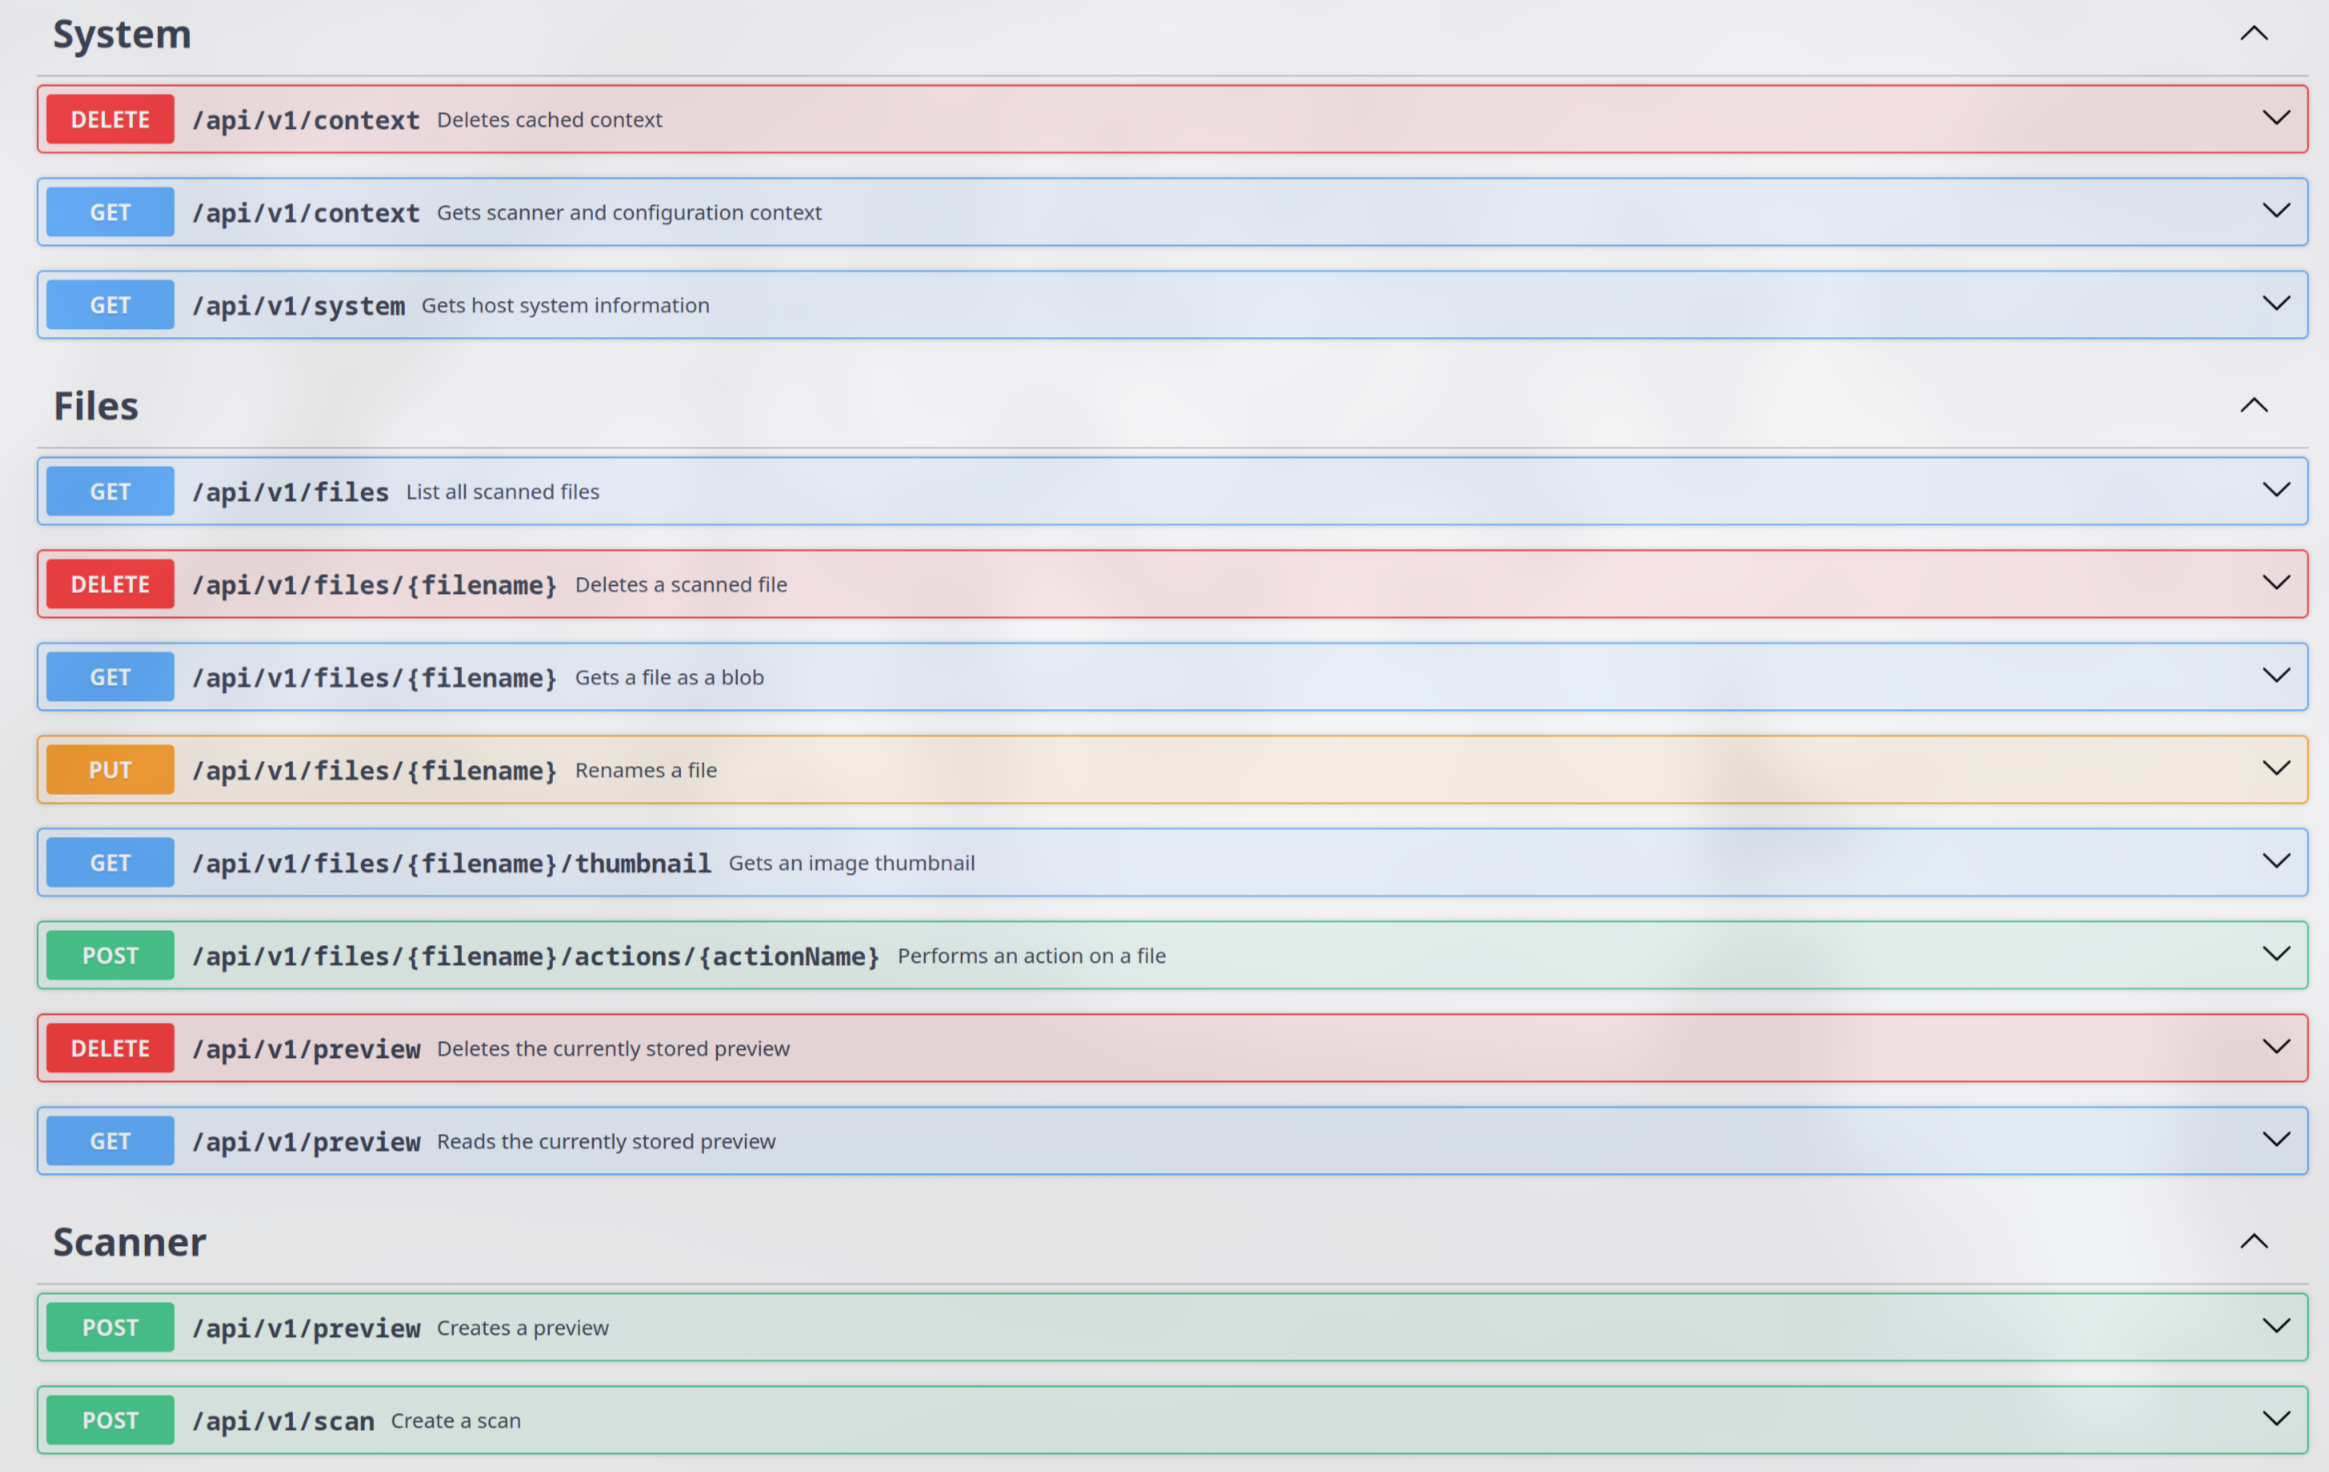 System
DELETE /api/v1/context Deletes cached context
GET /api/v1/context Gets scanner and configuration context
GET /api/v1/system Gets host system information
Files
GET /api/v1/files List all scanned files
DELETE /api/v1/files/{filename} Deletes a scanned file
GET /api/v1/files/{filename} Gets a file as a blob
PUT /api/v1/files/{filename} Renames a file
GET /api/v1/files/{filename}/thumbnail Gets an image thumbnail
POST /api/v1/files/{filename}/actions/{actionName} Performs an action on a file
DELETE /api/v1/preview Deletes the currently stored preview
GET /api/v1/preview Reads the currently stored preview
Scanner
POST /api/v1/preview Creates a preview
POST /api/v1/scan Create a scan